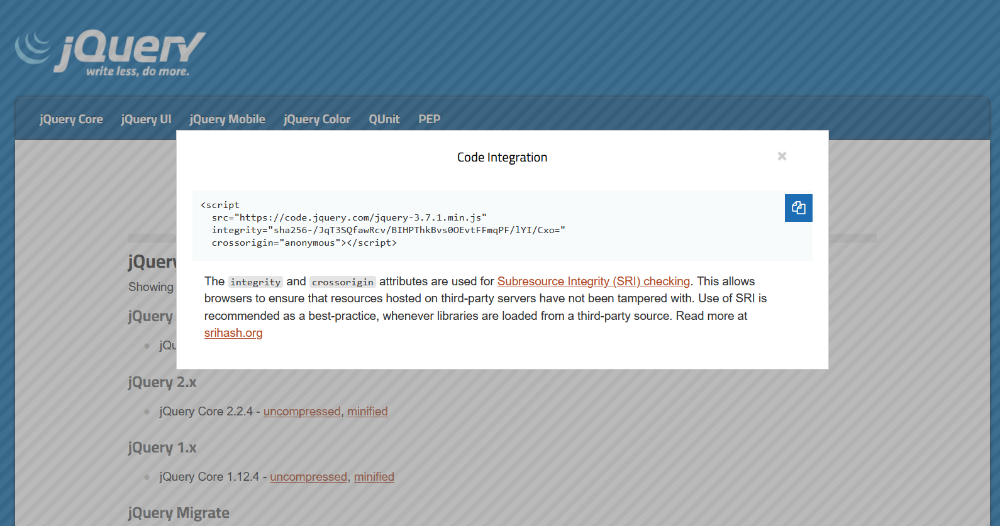 jQuery
write less, do more.
jQuery Core jQuery UI jQuery Mobile jQuery Color QUnit PEP
Code Integration
<script
src="https://code.jquery.com/jquery-3.7.1.min.js"
integrity="sha256-/JqT3SQfawRcv/BIHPThkBvs0OEvtFFmqPF/lYI/Cxo="
crossorigin="anonymous"></script>
The integrity and crossorigin attributes are used for Subresource Integrity (SRI) checking. This allows
browsers to ensure that resources hosted on third-party servers have not been tampered with. Use of SRI is
recommended as a best-practice, whenever libraries are loaded from a third-party source. Read more at
srihash.org
jQuery
Showing
jQuery
jQu
jQuery 2.x
jQuery Core 2.2.4 - uncompressed, minified
jQuery 1.x
jQuery Core 1.12.4 - uncompressed, minified
jQuery Migrate